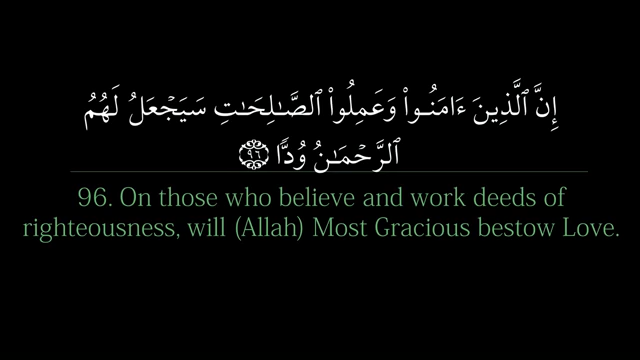 إِنَّ ٱلَّذِينَ ءَامَنُوا۟ وَعَمِلُوا۟ ٱلصَّـٰلِحَـٰتِ سَيَجْعَلُ لَهُمُ
ٱلرَّحْمَـٰنُ وُدًّا ۝٩٦
96. On those who believe and work deeds of
righteousness, will (Allah) Most Gracious bestow Love.